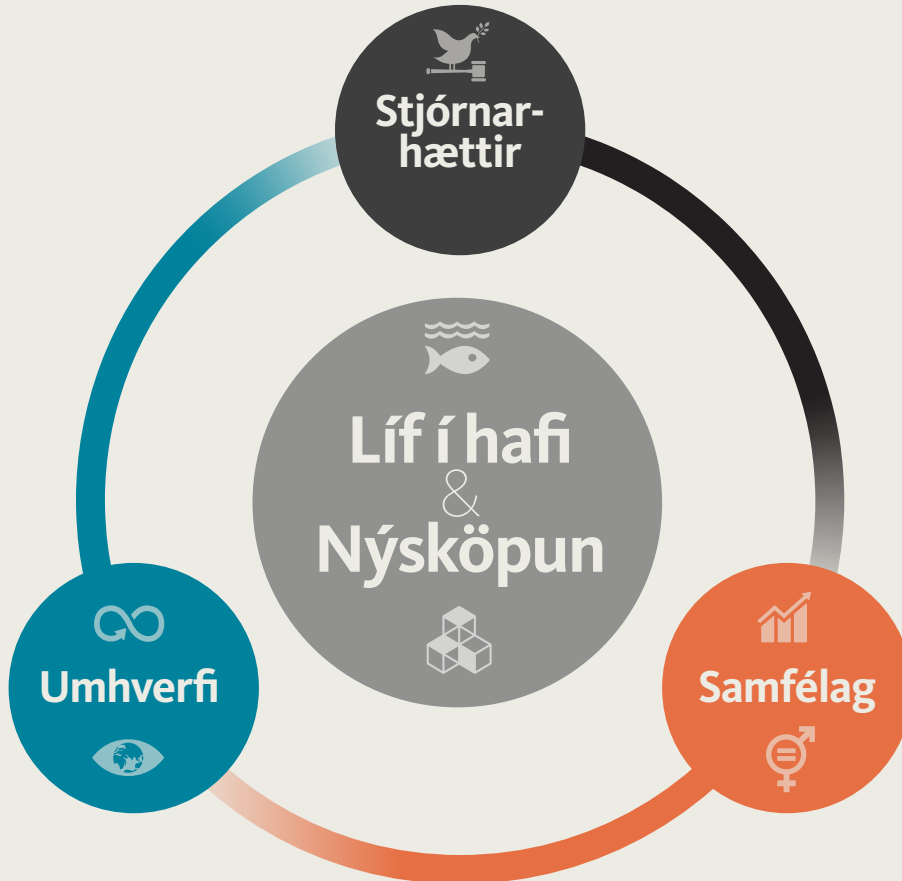 Stjórnar-
hættir
Líf í hafi
&
Nýsköpun
Umhverfi
Samfélag